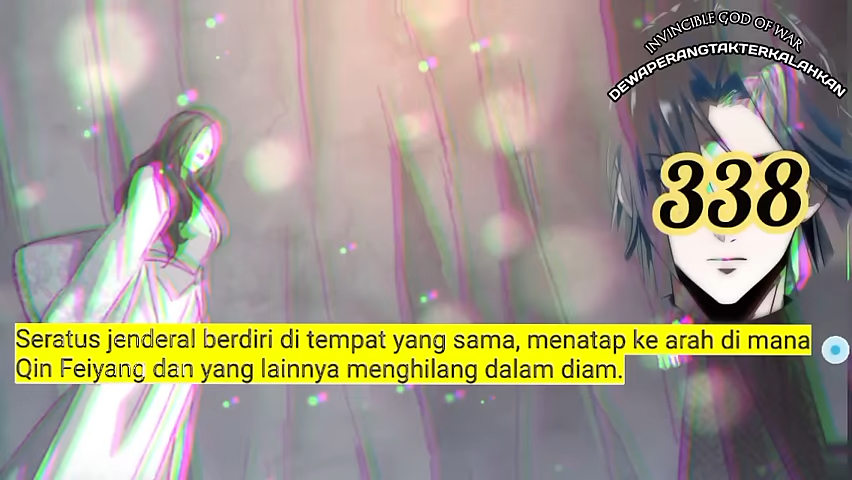 INVINCIBLE GOD OF WAR
DEWAPERANGTAKTERKALAHKAN
338
Seratus jenderal berdiri di tempat yang sama, menatap ke arah di mana
Qin Feiyang dan yang lainnya menghilang dalam diam.